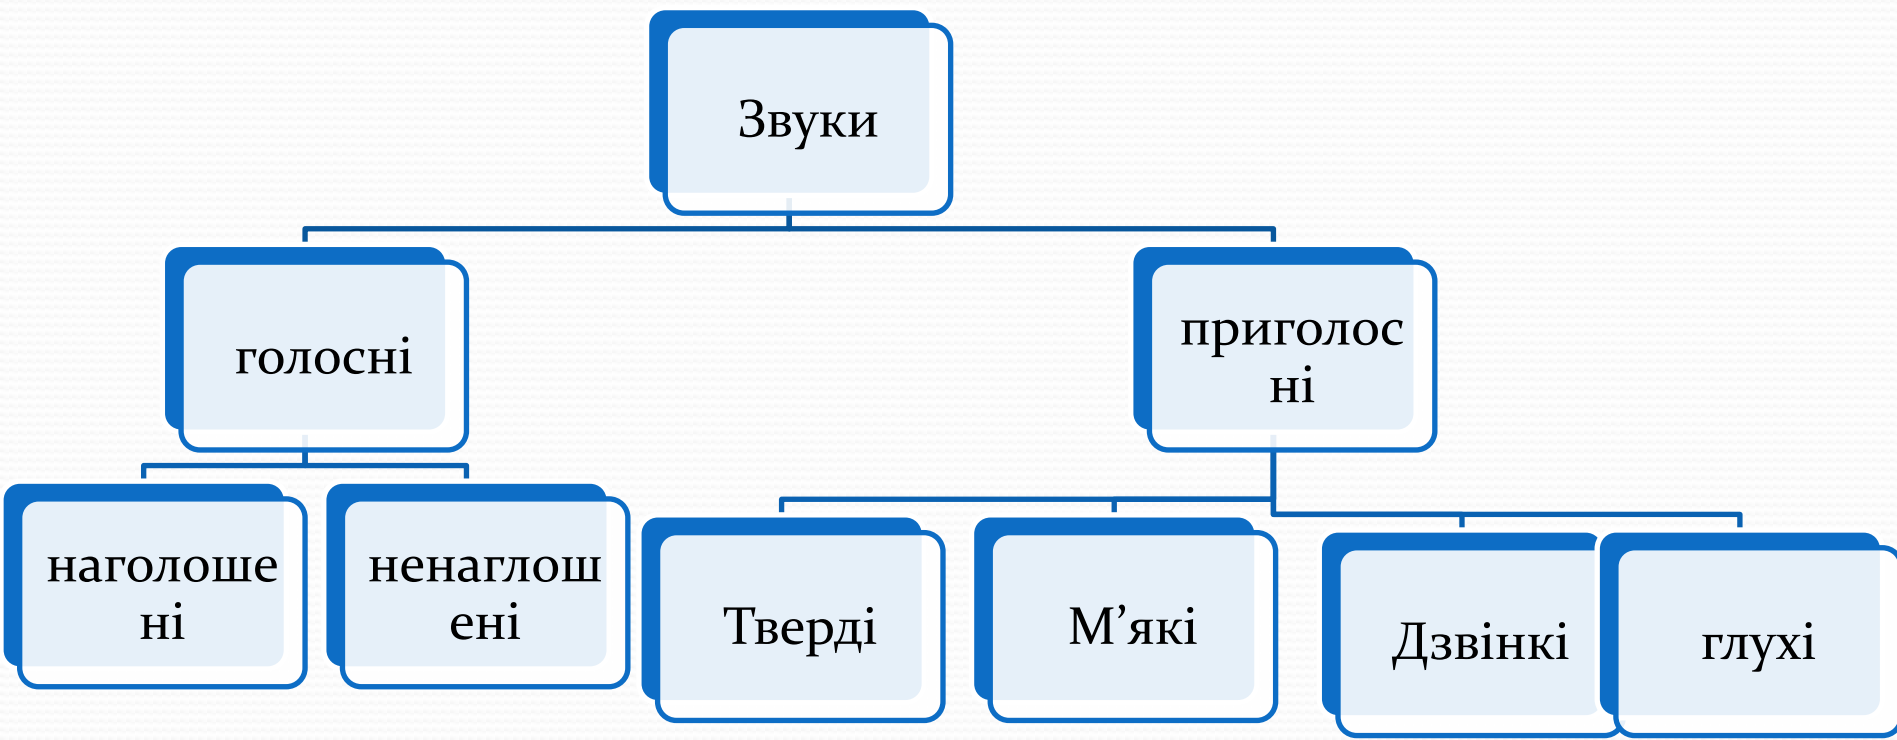 Звуки
голосні
приголос
ні
наголоше
ні
ненаглош
ені
Тверді
М’які
Дзвінкі
глухі